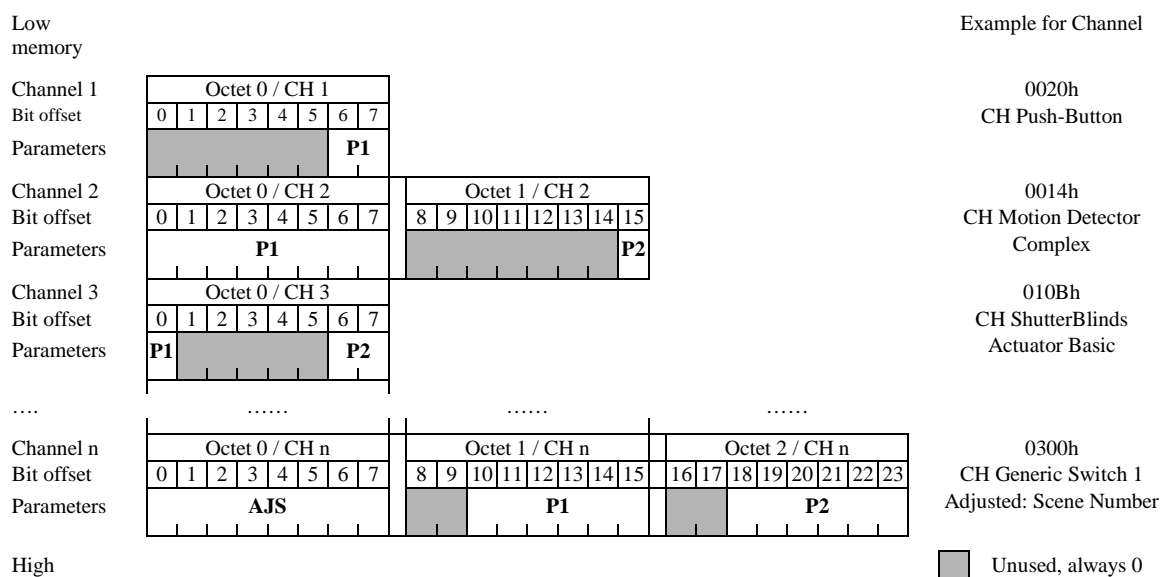 Low
memory
Example for Channel
Channel 1
Octet 0 / CH 1
0020h
Bit offset
0 1 2 3 4 5 6 7
CH Push-Button
Parameters
P1
Channel 2
Octet 0 / CH 2
Octet 1 / CH 2
0014h
Bit offset
0 1 2 3 4 5 6 7
8 9 10 11 12 13 14 15
CH Motion Detector
Parameters
P1
P2
Complex
Channel 3
Octet 0 / CH 3
010Bh
Bit offset
0 1 2 3 4 5 6 7
CH ShutterBlinds
Parameters
P1
P2
Actuator Basic
….
……
……
……
Channel n
Octet 0 / CH n
Octet 1 / CH n
Octet 2 / CH n
0300h
Bit offset
0 1 2 3 4 5 6 7
8 9 10 11 12 13 14 15
16 17 18 19 20 21 22 23
CH Generic Switch 1
Parameters
AJS
P1
P2
Adjusted: Scene Number
High
Unused, always 0